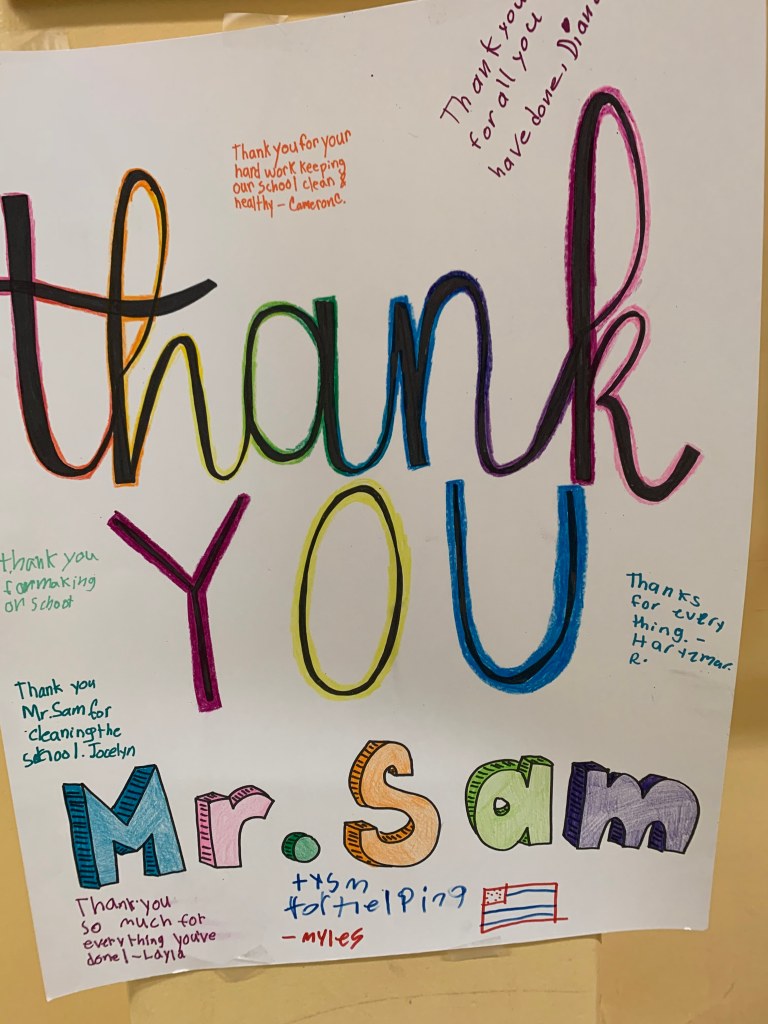 Thank you
for all you
have done, Diana
Thank you for your
hard work keeping
our school clean &
healthy - Cameron C.
thank
YOU
thank you
for making
or school
Thanks
for every
thing. -
Hartzmar.
R.
Thank you
Mr. Sam for
cleaning the
school. Jocelyn
Mr. Sam
Thank you
so much for
everything you've
done! - Layla
tysm
for Helping
- Myles